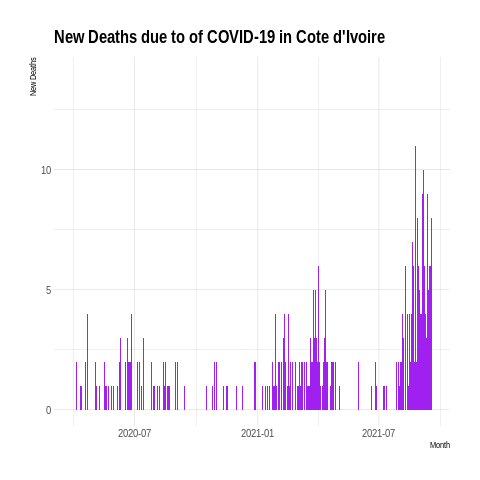 New Deaths due to of COVID-19 in Cote d'Ivoire
New Deaths
10
5
0
2020-07
2021-01
2021-07
Month